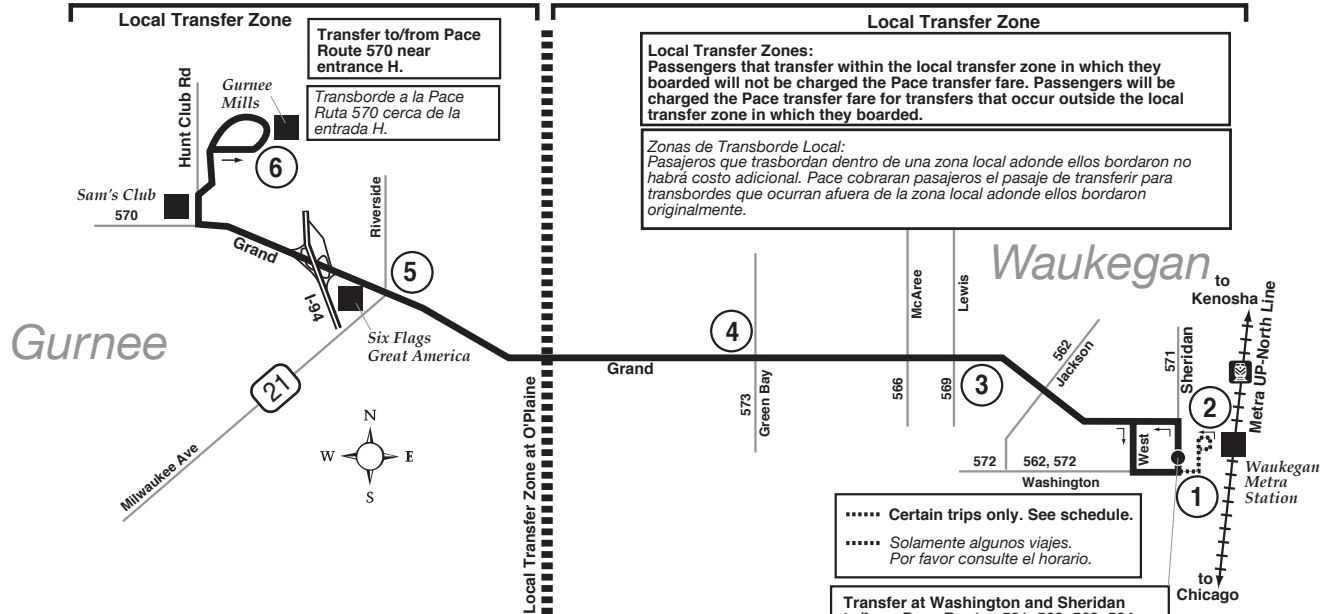 Local Transfer Zone
Local Transfer Zone
Transfer to/from Pace
Route 570 near
entrance H.
Transborde a la Pace
Ruta 570 cerca de la
entrada H.
Local Transfer Zones:
Passengers that transfer within the local transfer zone in which they
boarded will not be charged the Pace transfer fare. Passengers will be
charged the Pace transfer fare for transfers that occur outside the local
transfer zone in which they boarded.
Zonas de Transborde Local:
Pasajeros que trasbordan dentro de una zona local adonde ellos bordaron no
habrá costo adicional. Pace cobraran pasajeros el pasaje de transferir para
transbordes que ocurran afuera de la zona local adonde ellos bordaron
originalmente.
Hunt Club Rd
Gurnee
Mills
6
Sam's Club
570
Grand
I-94
Riverside
5
Six Flags
Great America
Gurnee
21
Milwaukee Ave
N
W
E
S
Local Transfer Zone at O'Plaine
Grand
4
573
Green Bay
McAree
566
Lewis
569
3
Waukegan
562
Jackson
571
Sheridan
to
Kenosha
Metra UP-North Line
2
West
572
562, 572
Washington
1
Waukegan
Metra
Station
to
Chicago
Certain trips only. See schedule.
Solamente algunos viajes.
Por favor consulte el horario.
Transfer at Washington and Sheridan